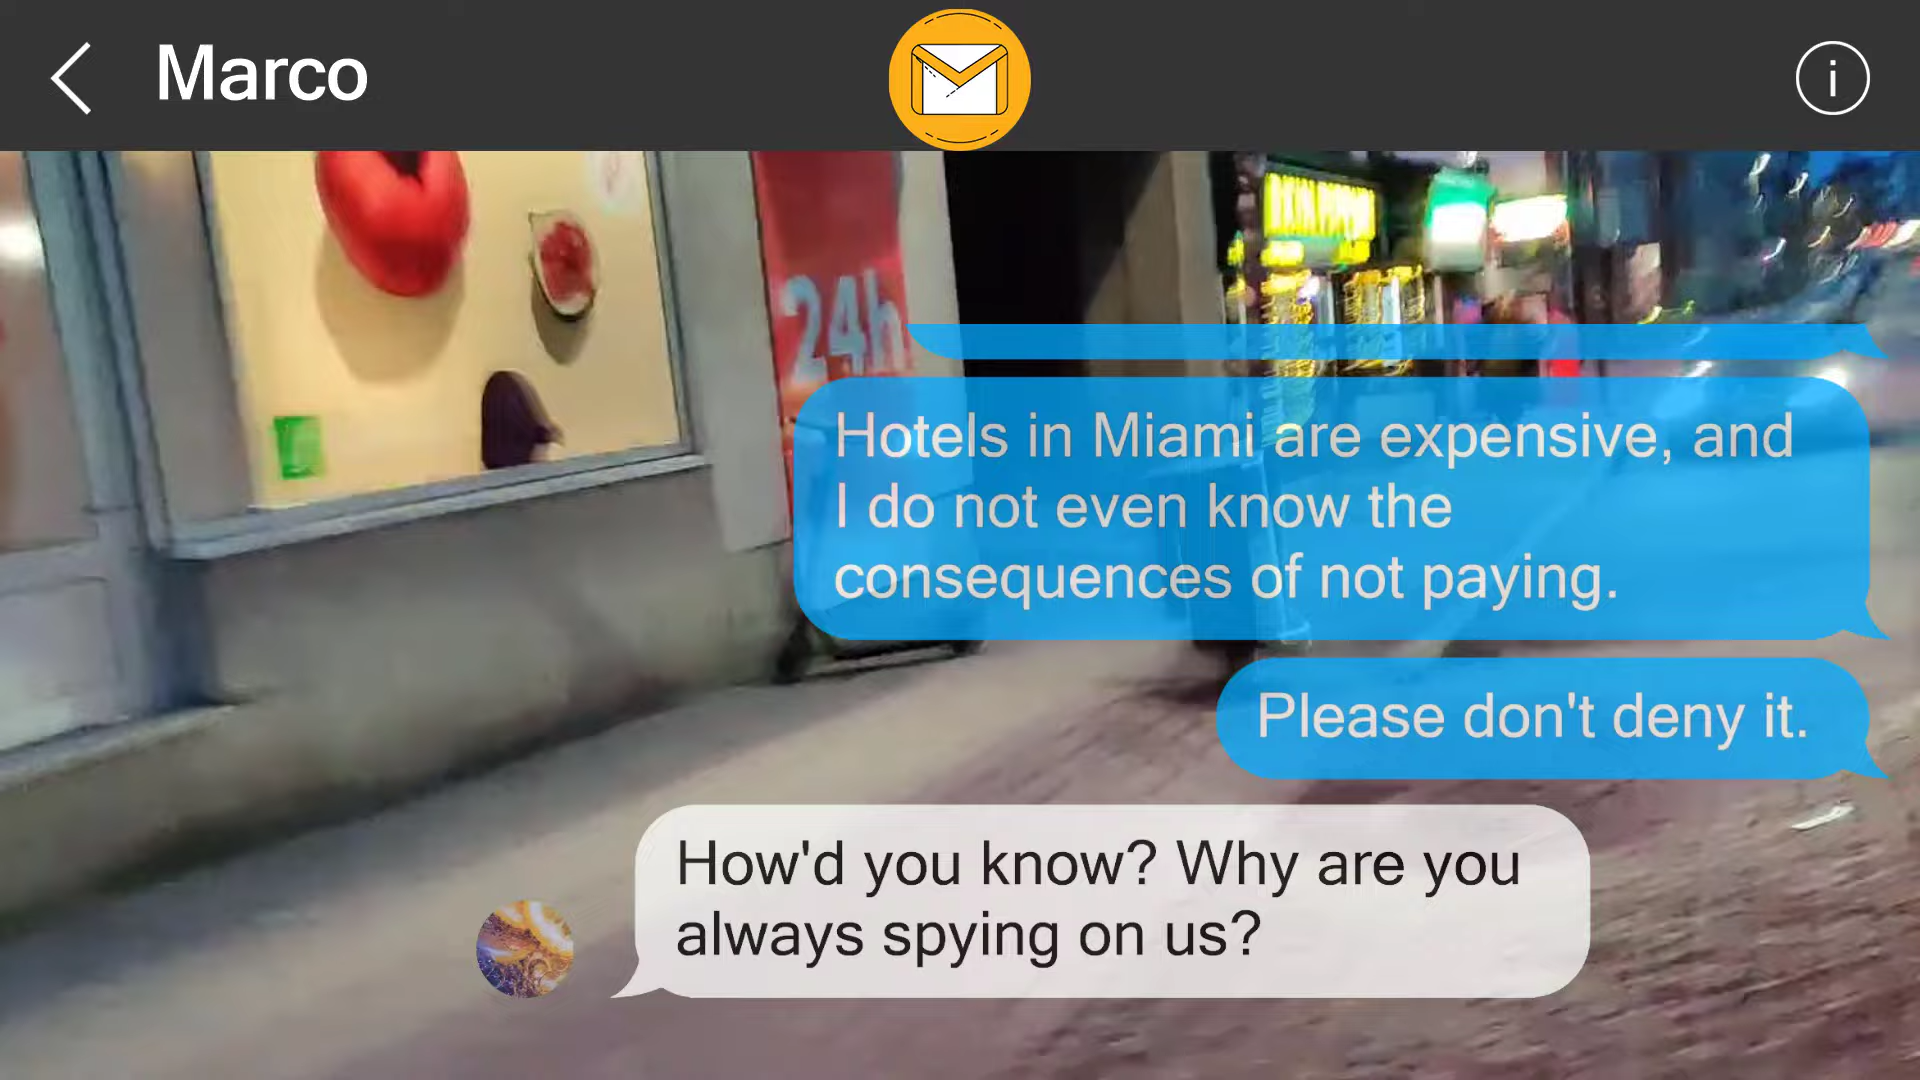 Marco
i
24h
Hotels in Miami are expensive, and
I do not even know the
consequences of not paying.
Please don't deny it.
How'd you know? Why are you
always spying on us?